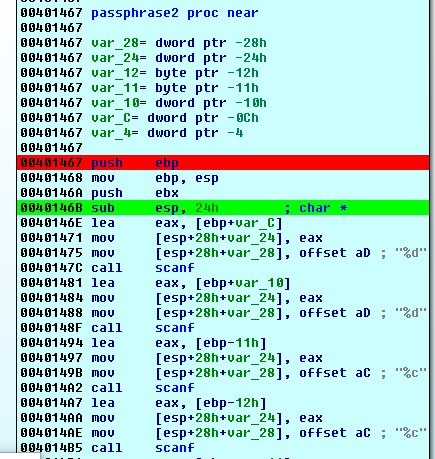 00401467 passphrase2 proc near
00401467
00401467 var_28= dword ptr -28h
00401467 var_24= dword ptr -24h
00401467 var_12= byte ptr -12h
00401467 var_11= byte ptr -11h
00401467 var_10= dword ptr -10h
00401467 var_C= dword ptr -0Ch
00401467 var_4= dword ptr -4
00401467
00401467 push ebp
00401468 mov ebp, esp
0040146A push ebx
0040146B sub esp, 24h ; char *
0040146E lea eax, [ebp+var_C]
00401471 mov [esp+28h+var_24], eax
00401475 mov [esp+28h+var_28], offset aD ; "%d"
0040147C call scanf
00401481 lea eax, [ebp+var_10]
00401484 mov [esp+28h+var_24], eax
00401488 mov [esp+28h+var_28], offset aD ; "%d"
0040148F call scanf
00401494 lea eax, [ebp-11h]
00401497 mov [esp+28h+var_24], eax
0040149B mov [esp+28h+var_28], offset aC ; "%c"
004014A2 call scanf
004014A7 lea eax, [ebp-12h]
004014AA mov [esp+28h+var_24], eax
004014AE mov [esp+28h+var_28], offset aC ; "%c"
004014B5 call scanf